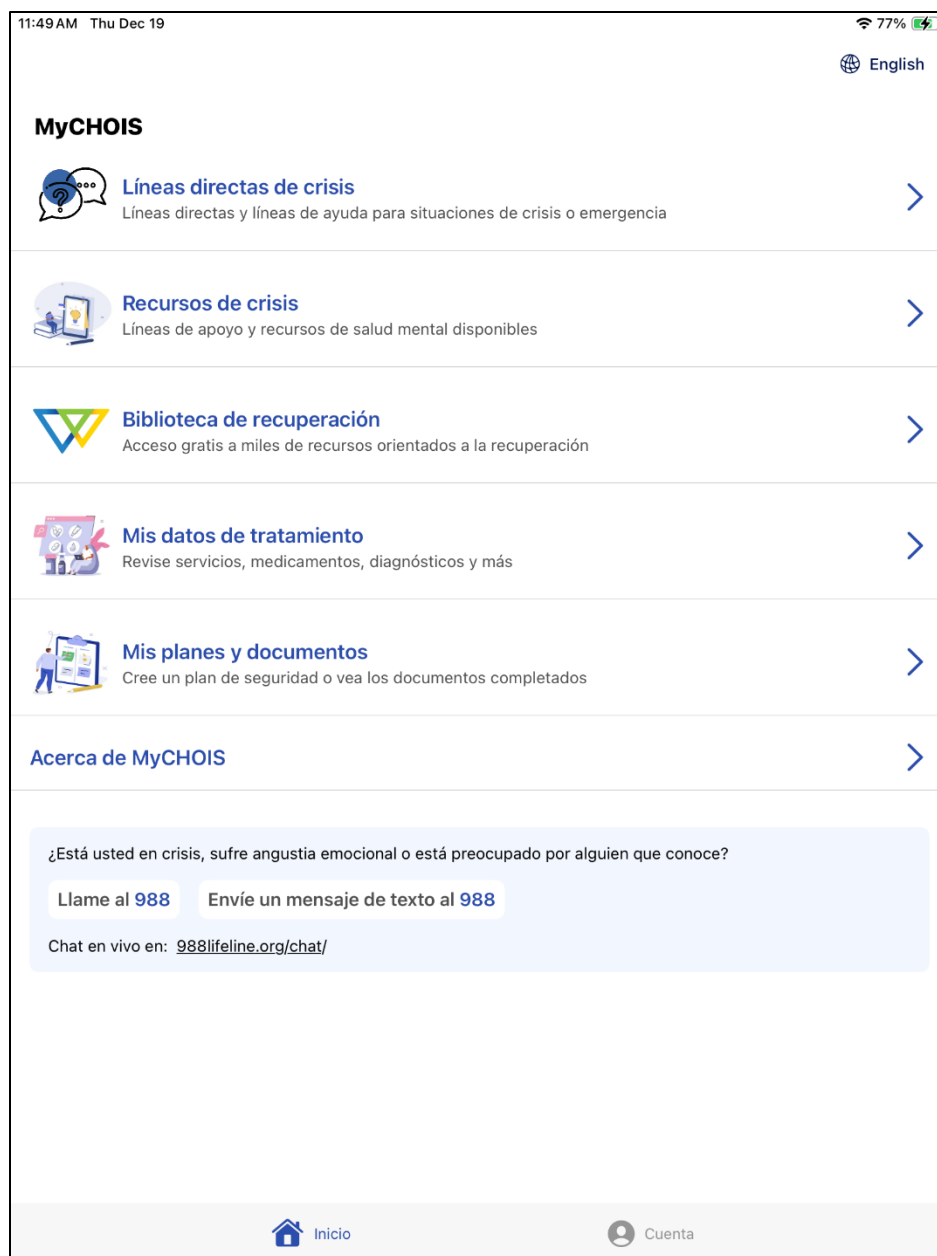 11:49 AM Thu Dec 19 77%
English
MyCHOIS
Líneas directas de crisis
Líneas directas y líneas de ayuda para situaciones de crisis o emergencia
Recursos de crisis
Líneas de apoyo y recursos de salud mental disponibles
Biblioteca de recuperación
Acceso gratis a miles de recursos orientados a la recuperación
Mis datos de tratamiento
Revise servicios, medicamentos, diagnósticos y más
Mis planes y documentos
Cree un plan de seguridad o vea los documentos completados
Acerca de MyCHOIS
¿Está usted en crisis, sufre angustia emocional o está preocupado por alguien que conoce?
Llame al 988 Envíe un mensaje de texto al 988
Chat en vivo en: 988lifeline.org/chat/
Inicio Cuenta